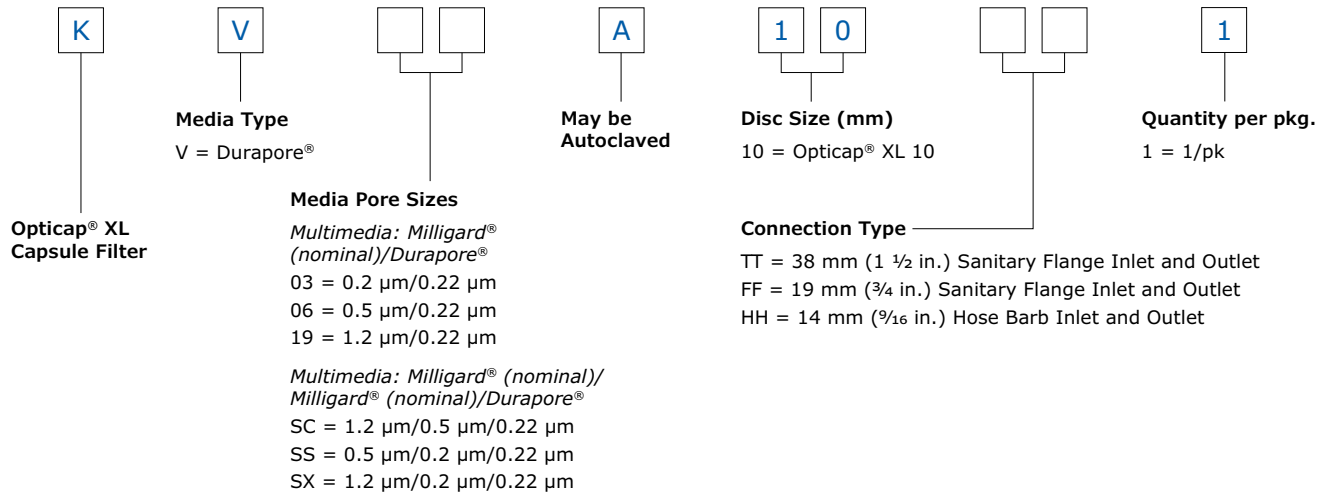 K V A 1 0 1
Media Type
V = Durapore®
May be
Autoclaved
Disc Size (mm)
10 = Opticap® XL 10
Quantity per pkg.
1 = 1/pk
Opticap® XL
Capsule Filter
Media Pore Sizes
Multimedia: Milligard®
(nominal)/Durapore®
03 = 0.2 µm/0.22 µm
06 = 0.5 µm/0.22 µm
19 = 1.2 µm/0.22 µm
Multimedia: Milligard® (nominal)/
Milligard® (nominal)/Durapore®
SC = 1.2 µm/0.5 µm/0.22 µm
SS = 0.5 µm/0.2 µm/0.22 µm
SX = 1.2 µm/0.2 µm/0.22 µm
Connection Type
TT = 38 mm (1 ½ in.) Sanitary Flange Inlet and Outlet
FF = 19 mm (¾ in.) Sanitary Flange Inlet and Outlet
HH = 14 mm (9⁄16 in.) Hose Barb Inlet and Outlet